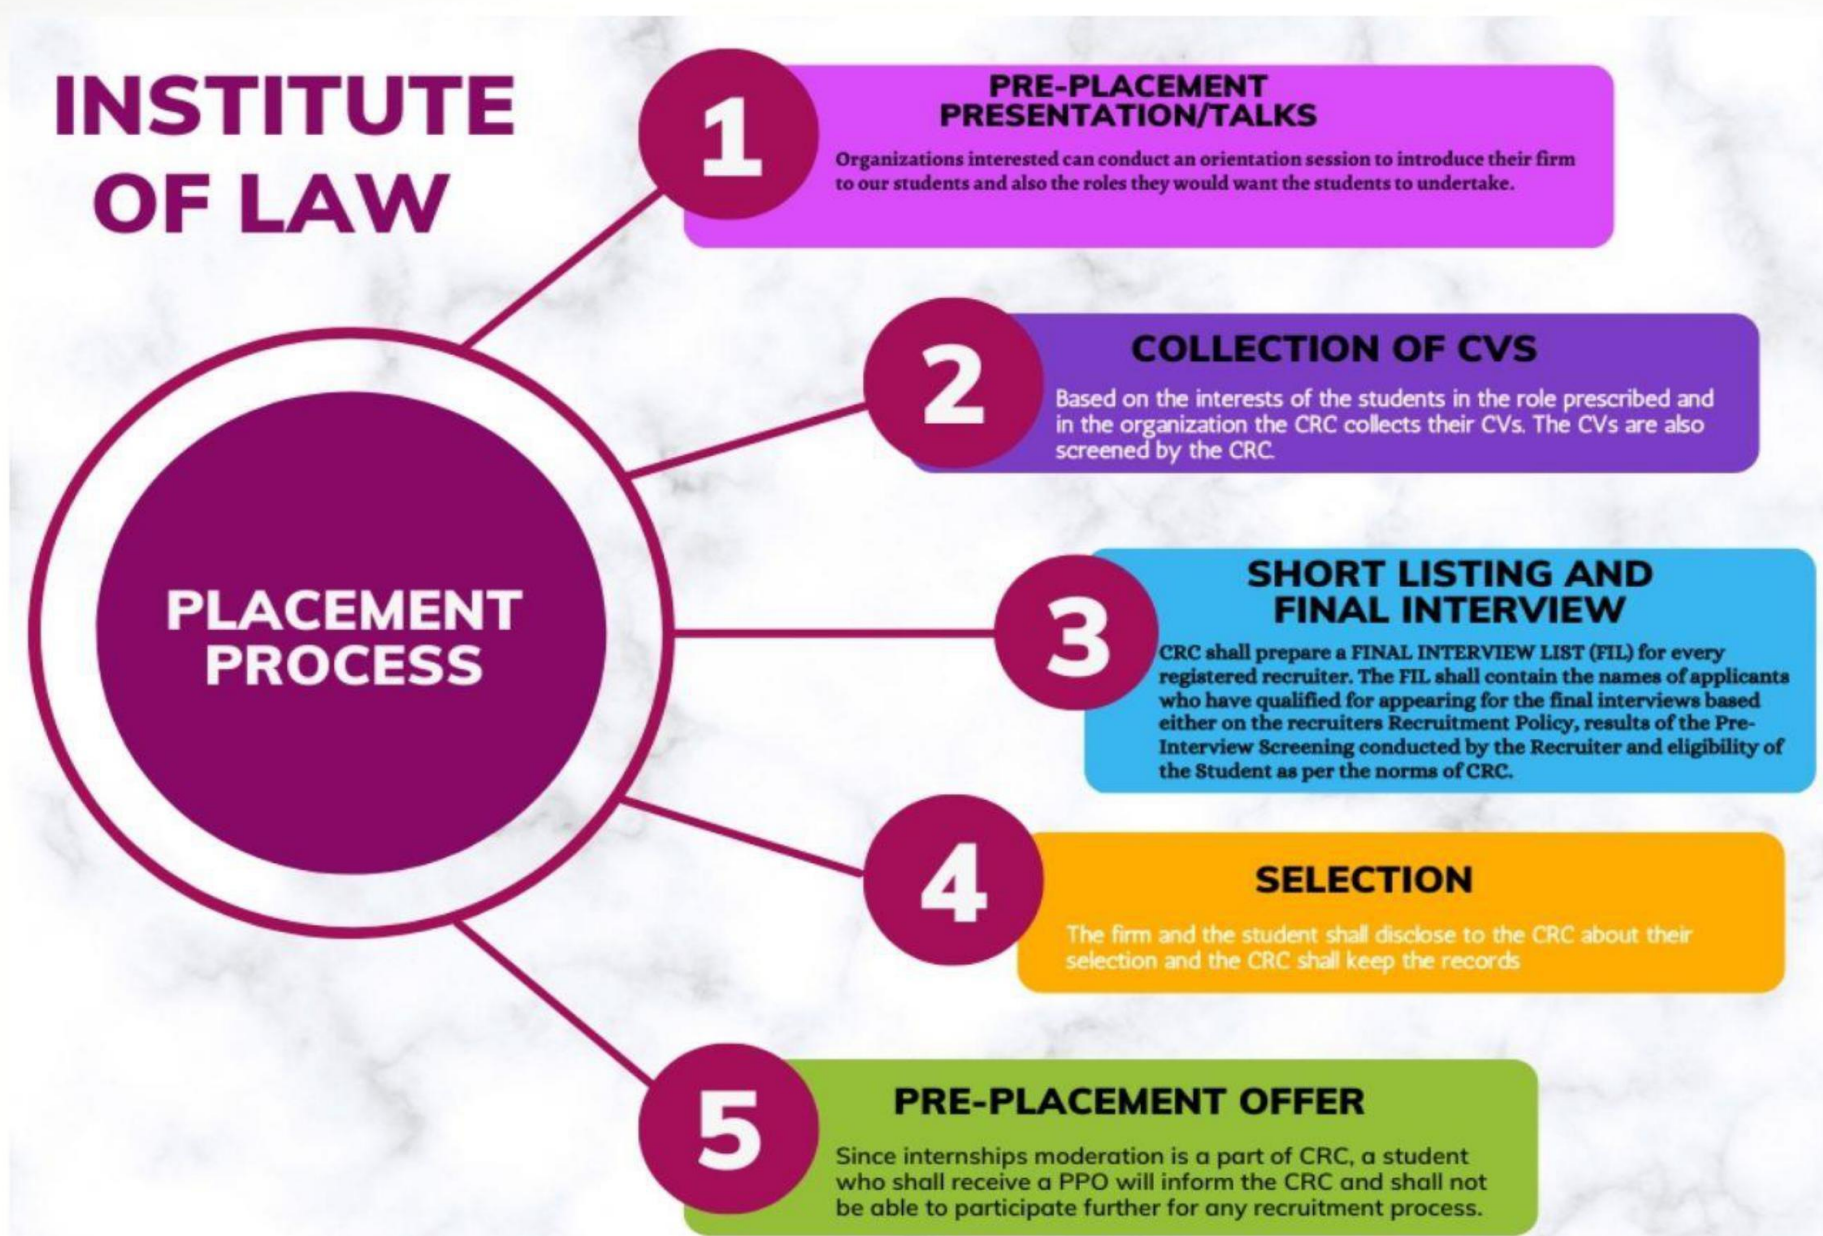 INSTITUTE
OF LAW
PLACEMENT
PROCESS
1
PRE-PLACEMENT
PRESENTATION/TALKS
Organizations interested can conduct an orientation session to introduce their firm
to our students and also the roles they would want the students to undertake.
2
COLLECTION OF CVS
Based on the interests of the students in the role prescribed and
in the organization the CRC collects their CVs. The CVs are also
screened by the CRC.
3
SHORT LISTING AND
FINAL INTERVIEW
CRC shall prepare a FINAL INTERVIEW LIST (FIL) for every
registered recruiter. The FIL shall contain the names of applicants
who have qualified for appearing for the final interviews based
either on the recruiters Recruitment Policy, results of the Pre-
Interview Screening conducted by the Recruiter and eligibility of
the Student as per the norms of CRC.
4
SELECTION
The firm and the student shall disclose to the CRC about their
selection and the CRC shall keep the records
5
PRE-PLACEMENT OFFER
Since internships moderation is a part of CRC, a student
who shall receive a PPO will inform the CRC and shall not
be able to participate further for any recruitment process.